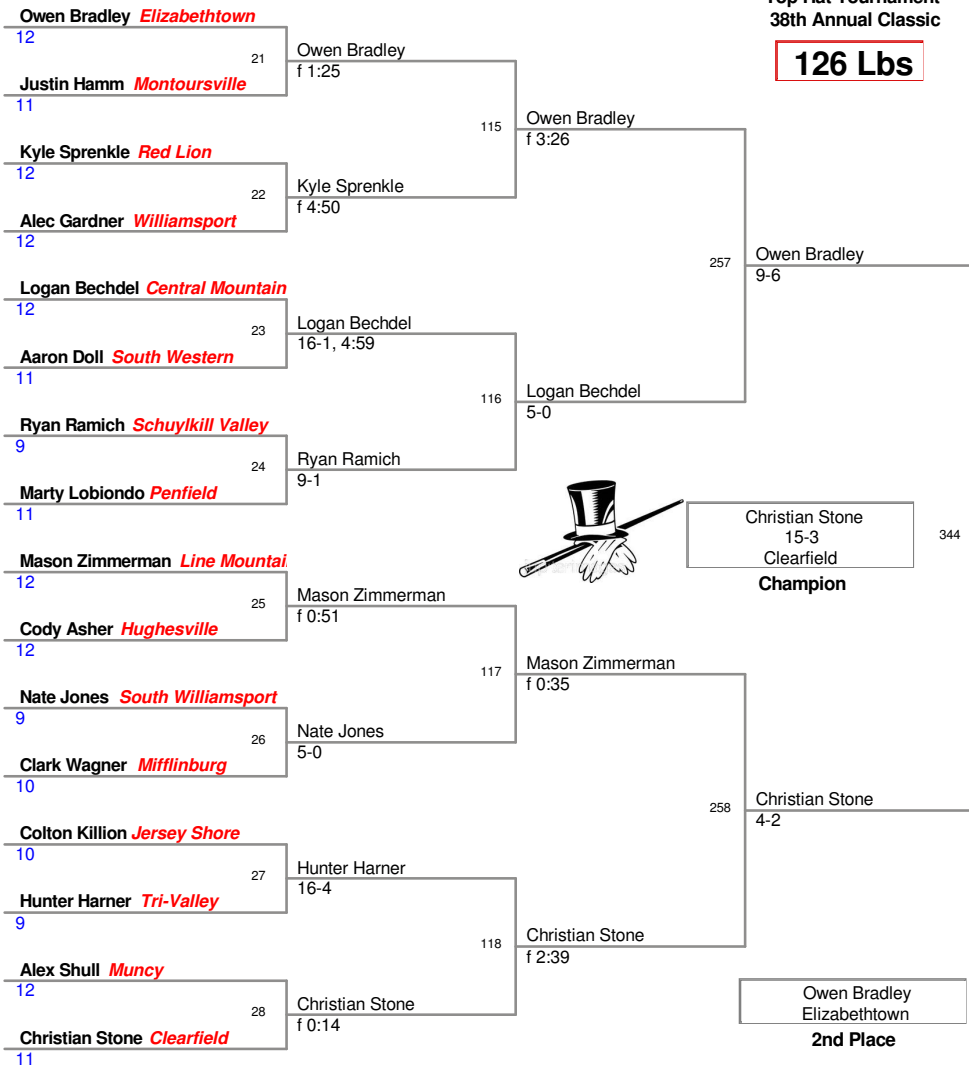 Top Hat Tournament
38th Annual Classic
126 Lbs
Owen Bradley Elizabethtown
12
21
Owen Bradley
f 1:25
Justin Hamm Montoursville
11
115
Owen Bradley
f 3:26
Kyle Sprenkle Red Lion
12
22
Kyle Sprenkle
f 4:50
Alec Gardner Williamsport
12
257
Owen Bradley
9-6
Logan Bechdel Central Mountain
12
23
Logan Bechdel
16-1, 4:59
Aaron Doll South Western
11
116
Logan Bechdel
5-0
Ryan Ramich Schuylkill Valley
9
24
Ryan Ramich
9-1
Marty Lobiondo Penfield
11
Christian Stone
15-3
Clearfield
344
Champion
Mason Zimmerman Line Mountai
12
25
Mason Zimmerman
f 0:51
Cody Asher Hughesville
12
117
Mason Zimmerman
f 0:35
Nate Jones South Williamsport
9
26
Nate Jones
5-0
Clark Wagner Mifflinburg
10
258
Christian Stone
4-2
Colton Killion Jersey Shore
10
27
Hunter Harner
16-4
Hunter Harner Tri-Valley
9
118
Christian Stone
f 2:39
Alex Shull Muncy
12
28
Christian Stone
f 0:14
Christian Stone Clearfield
11
Owen Bradley
Elizabethtown
2nd Place